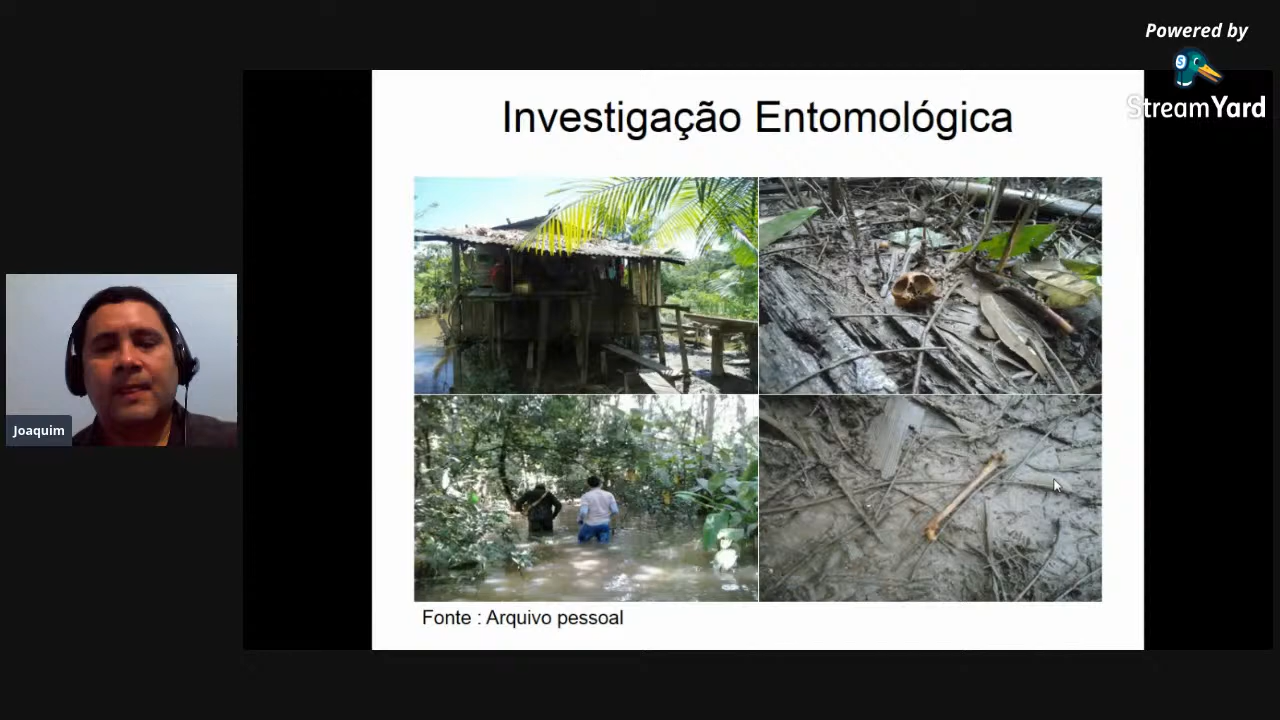 Powered by
StreamYard
Investigação Entomológica
Joaquim
Fonte : Arquivo pessoal